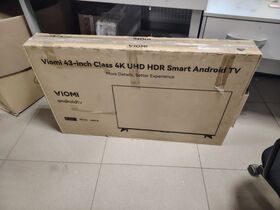 Viomi 43-inch Class 4K UHD HDR Smart Android TV
More Details, Better Experience
VIOMI
androidtv